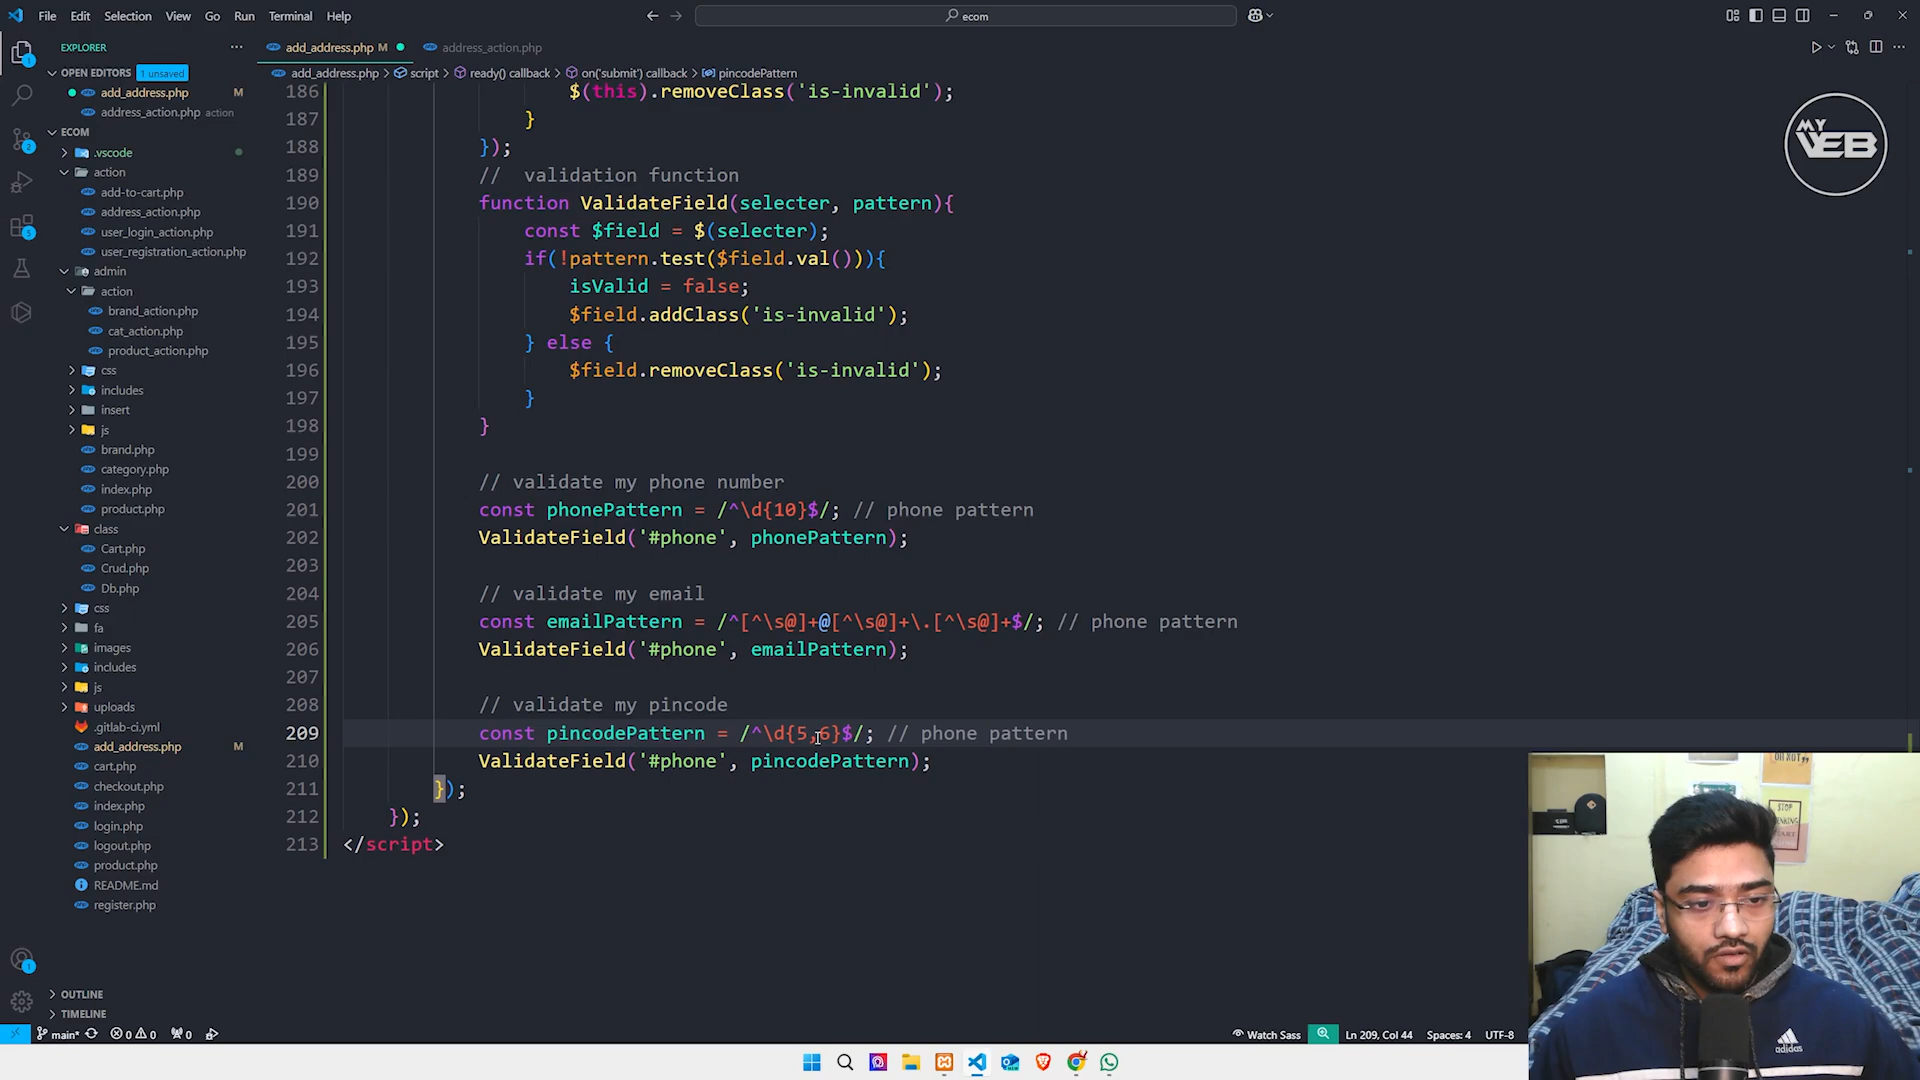 File Edit Selection View Go Run Terminal Help
ecom
EXPLORER
OPEN EDITORS 1 unsaved
add_address.php M
address_action.php action
ECOM
.vscode
action
add-to-cart.php
address_action.php
user_login_action.php
user_registration_action.php
admin
action
brand_action.php
cat_action.php
product_action.php
css
includes
insert
js
brand.php
category.php
index.php
product.php
class
Cart.php
Crud.php
Db.php
css
fa
images
includes
js
uploads
.gitlab-ci.yml
add_address.php M
cart.php
checkout.php
index.php
login.php
logout.php
product.php
README.md
register.php
OUTLINE
TIMELINE
add_address.php M
address_action.php
add_address.php > script > ready() callback > on('submit') callback > pincodePattern
186 $(this).removeClass('is-invalid');
187 }
188 });
189 // validation function
190 function ValidateField(selecter, pattern){
191 const $field = $(selecter);
192 if(!pattern.test($field.val())){
193 isValid = false;
194 $field.addClass('is-invalid');
195 } else {
196 $field.removeClass('is-invalid');
197 }
198 }
199
200 // validate my phone number
201 const phonePattern = /^\d{10}$/; // phone pattern
202 ValidateField('#phone', phonePattern);
203
204 // validate my email
205 const emailPattern = /^[^\s@]+@[^\s@]+\.[^\s@]+$/; // phone pattern
206 ValidateField('#phone', emailPattern);
207
208 // validate my pincode
209 const pincodePattern = /^\d{5,6}$/; // phone pattern
210 ValidateField('#phone', pincodePattern);
211 });
212 });
213 </script>
MY
WEB
STOP
adidas
main* 0 0 0
Watch Sass
Ln 209, Col 44
Spaces: 4
UTF-8